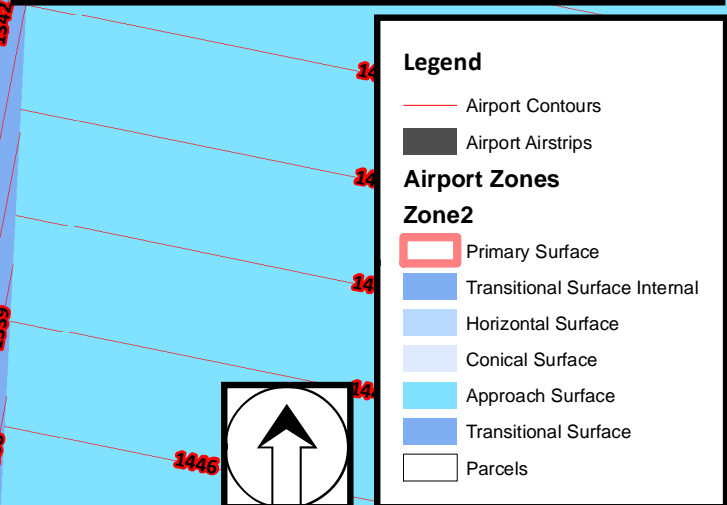 1342
Legend
Airport Contours
Airport Airstrips
Airport Zones
Zone2
Primary Surface
Transitional Surface Internal
Horizontal Surface
Conical Surface
Approach Surface
Transitional Surface
Parcels
1446